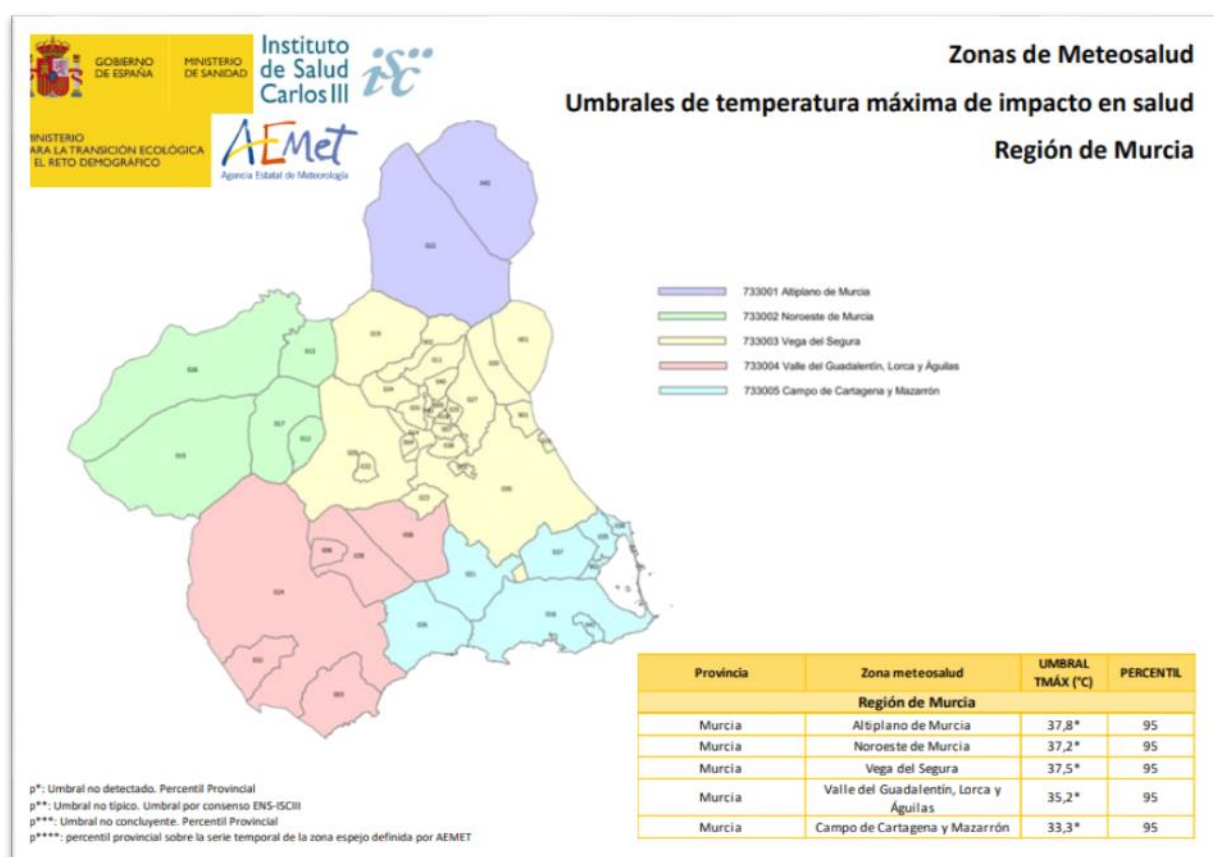 GOBIERNO
DE ESPAÑA
MINISTERIO
DE SANIDAD
Instituto
de Salud
Carlos III
isc
MINISTERIO
ARA LA TRANSICIÓN ECOLÓGICA
EL RETO DEMOGRÁFICO
AEMet
Agencia Estatal de Meteorología
Zonas de Meteosalud
Umbrales de temperatura máxima de impacto en salud
Región de Murcia
733001 Altiplano de Murcia
733002 Noroeste de Murcia
733003 Vega del Segura
733004 Valle del Guadalentín, Lorca y Águilas
733005 Campo de Cartagena y Mazarrón
Provincia Zona meteosalud UMBRAL TMÁX (°C) PERCENTIL
Región de Murcia
Murcia Altiplano de Murcia 37,8* 95
Murcia Noroeste de Murcia 37,2* 95
Murcia Vega del Segura 37,5* 95
Murcia Valle del Guadalentín, Lorca y Águilas 35,2* 95
Murcia Campo de Cartagena y Mazarrón 33,3* 95
p*: Umbral no detectado. Percentil Provincial
p**: Umbral no típico. Umbral por consenso ENS-ISCIII
p***: Umbral no concluyente. Percentil Provincial
p****: percentil provincial sobre la serie temporal de la zona espejo definida por AEMET